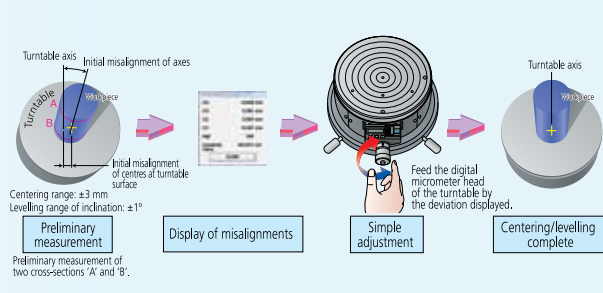 Turntable axis
Initial misalignment of axes
Turntable
A
B
Workpiece
Initial misalignment
of centres at turntable
surface
Centering range: ±3 mm
Levelling range of inclination: ±1°
Preliminary
measurement
Preliminary measurement of
two cross-sections ‘A’ and ‘B’.
Display of misalignments
Feed the digital
micrometer head
of the turntable by
the deviation displayed.
Simple
adjustment
Turntable axis
Workpiece
Centering/levelling
complete